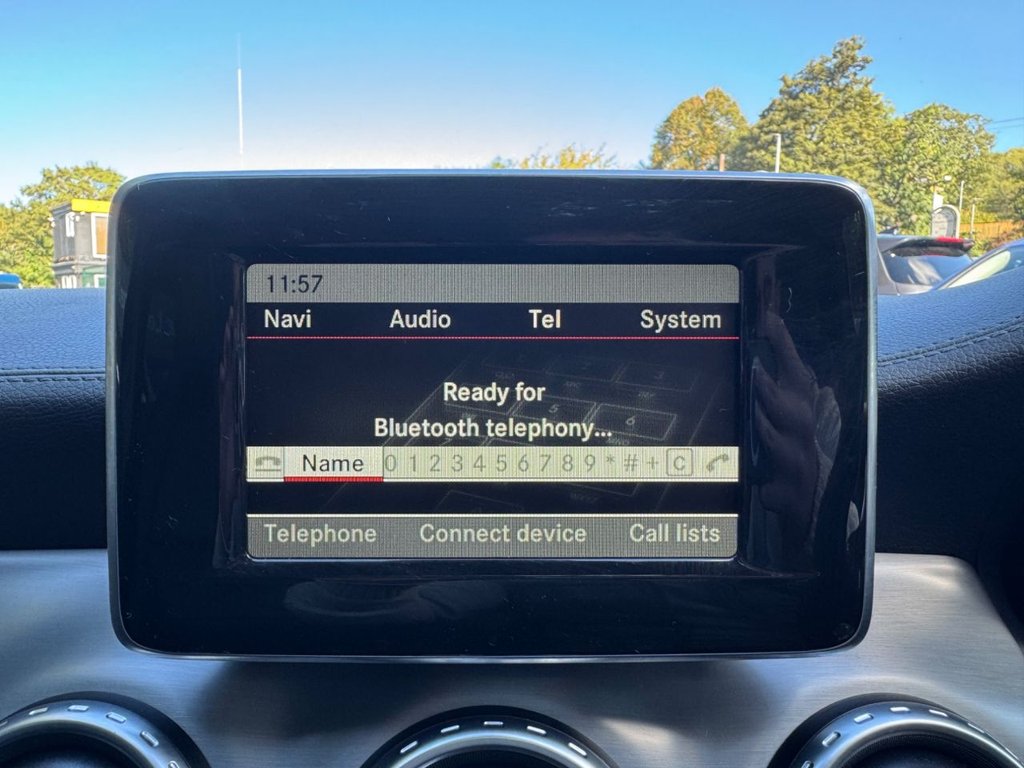 11:57
Navi Audio Tel System
Ready for
Bluetooth telephony...
Name 0 1 2 3 4 5 6 7 8 9 * # + C
Telephone Connect device Call lists